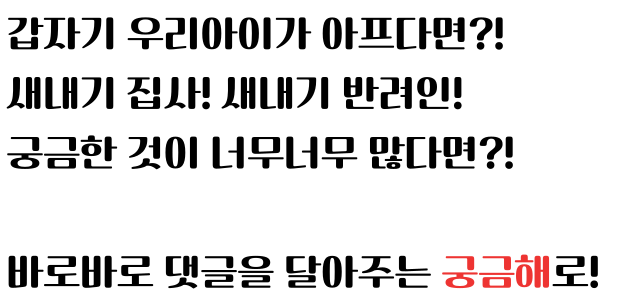 갑자기 우리아이가 아프다면?!
새내기 집사! 새내기 반려인!
궁금한 것이 너무너무 많다면?!
바로바로 댓글을 달아주는 궁금해로!